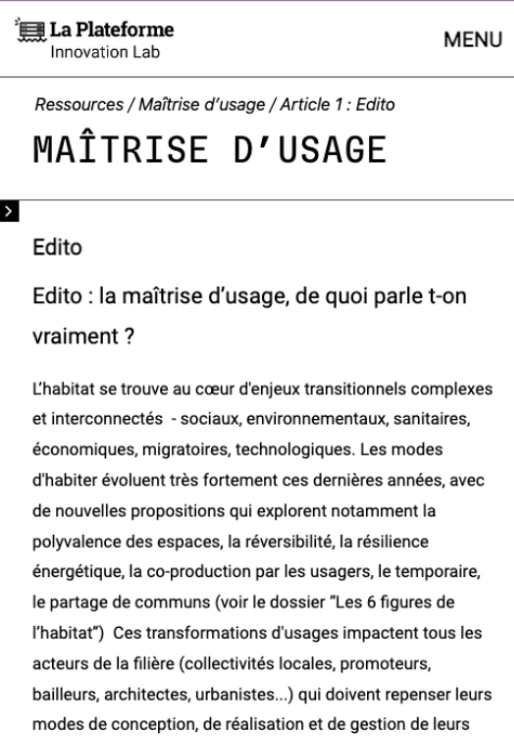 La Plateforme
Innovation Lab
MENU
Ressources / Maîtrise d’usage / Article 1 : Edito
MAÎTRISE D’USAGE
Edito
Edito : la maîtrise d’usage, de quoi parle t-on
vraiment ?
L’habitat se trouve au cœur d'enjeux transitionnels complexes
et interconnectés  - sociaux, environnementaux, sanitaires,
économiques, migratoires, technologiques. Les modes
d'habiter évoluent très fortement ces dernières années, avec
de nouvelles propositions qui explorent notamment la
polyvalence des espaces, la réversibilité, la résilience
énergétique, la co-production par les usagers, le temporaire,
le partage de communs (voir le dossier “Les 6 figures de
l’habitat”)  Ces transformations d'usages impactent tous les
acteurs de la filière (collectivités locales, promoteurs,
bailleurs, architectes, urbanistes...) qui doivent repenser leurs
modes de conception, de réalisation et de gestion de leurs